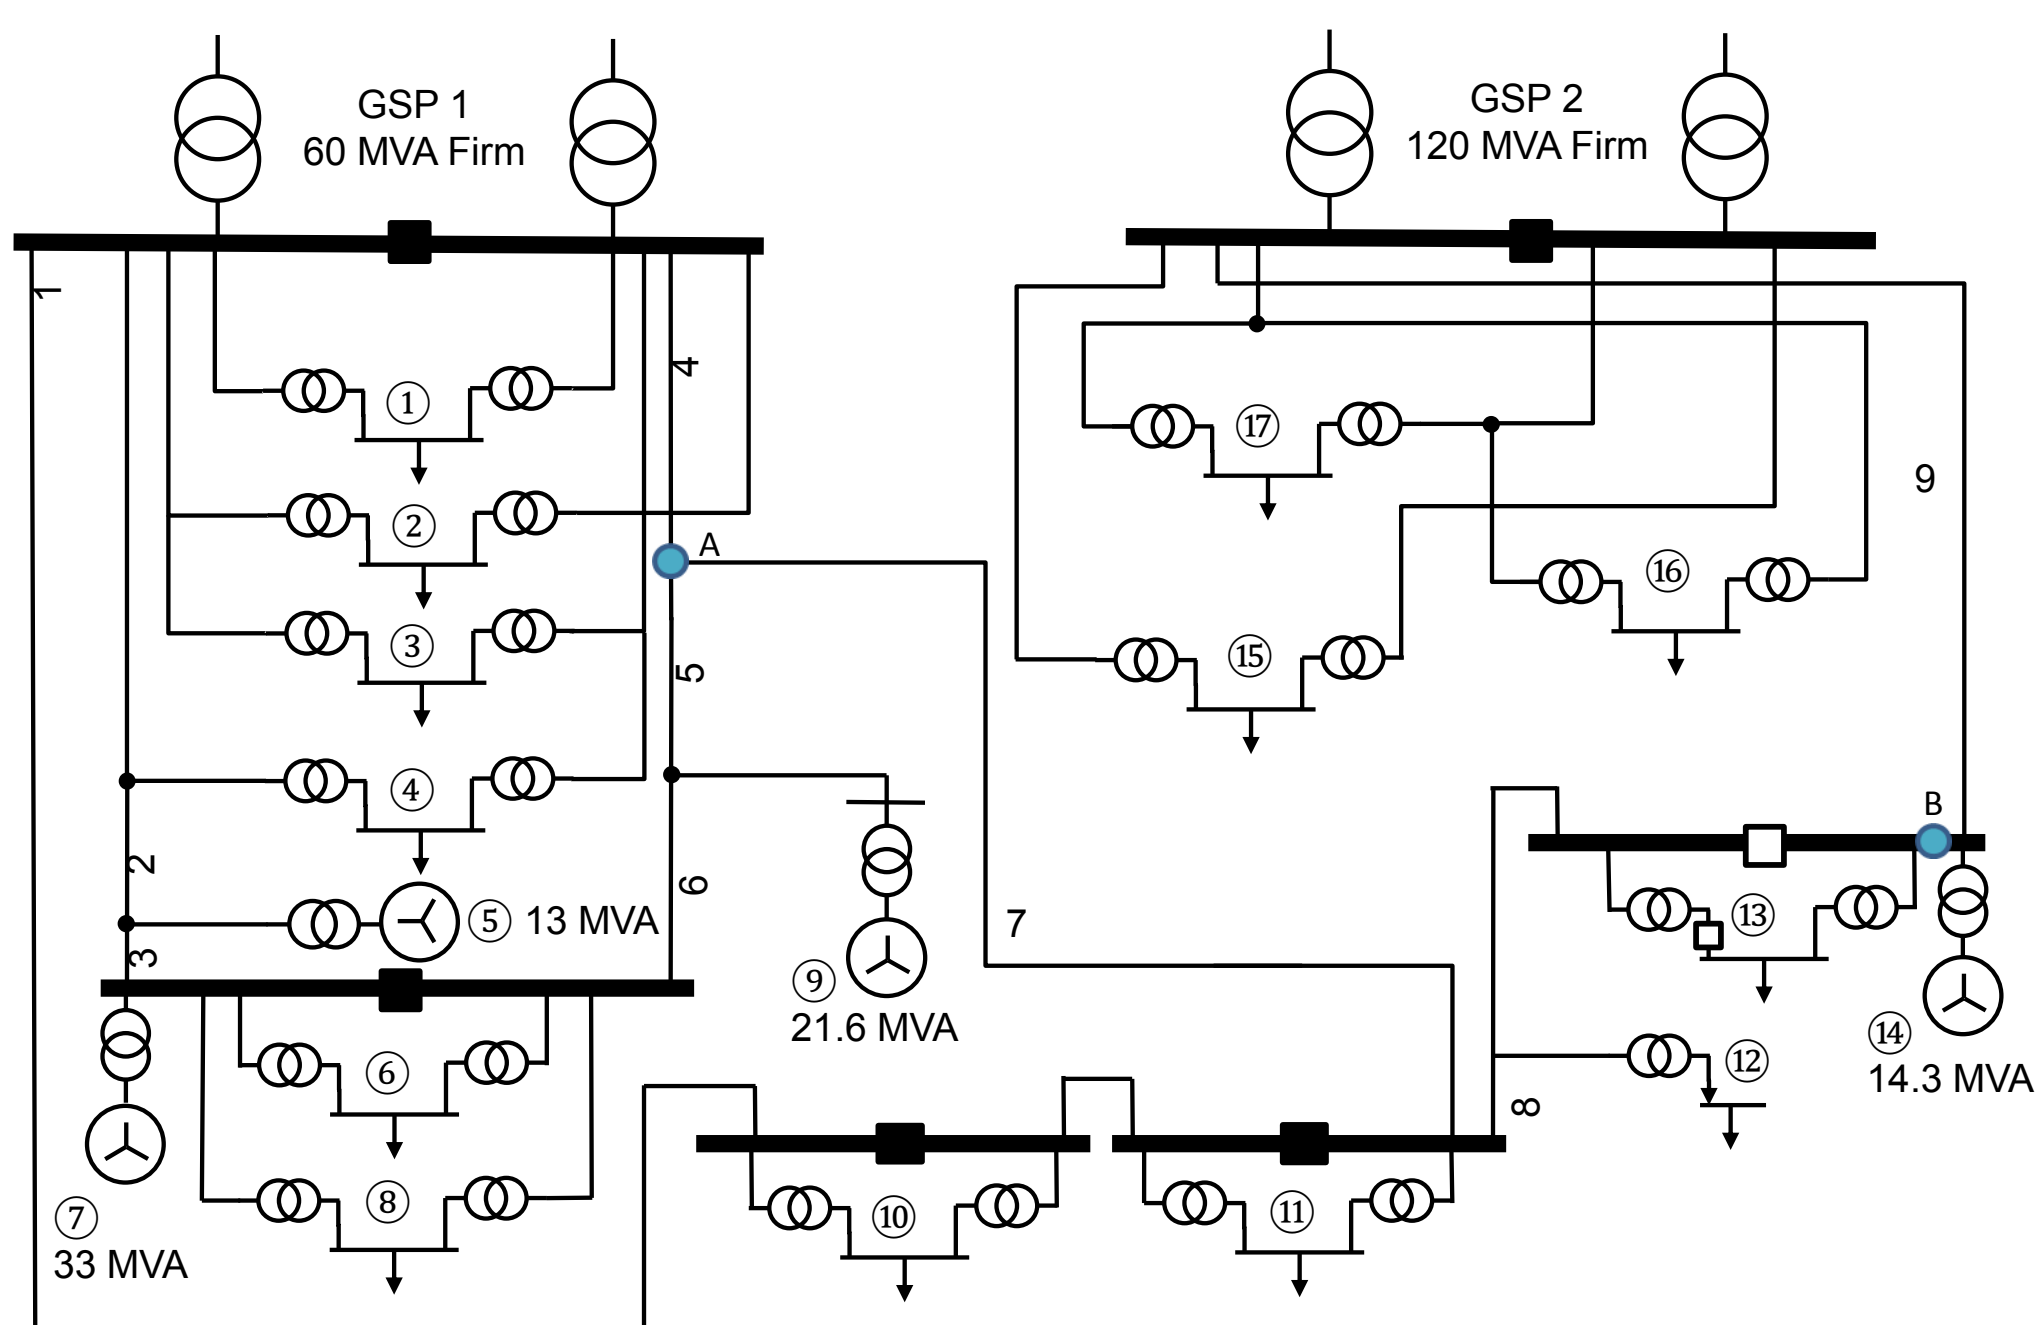 GSP 1
60 MVA Firm
GSP 2
120 MVA Firm
1
4
①
⑰
9
②
A
⑯
③
⑮
5
④
B
2
6
⑬
⑤ 13 MVA
7
3
⑨
21.6 MVA
⑭
14.3 MVA
⑥
⑫
8
⑦
33 MVA
⑧
⑩
⑪